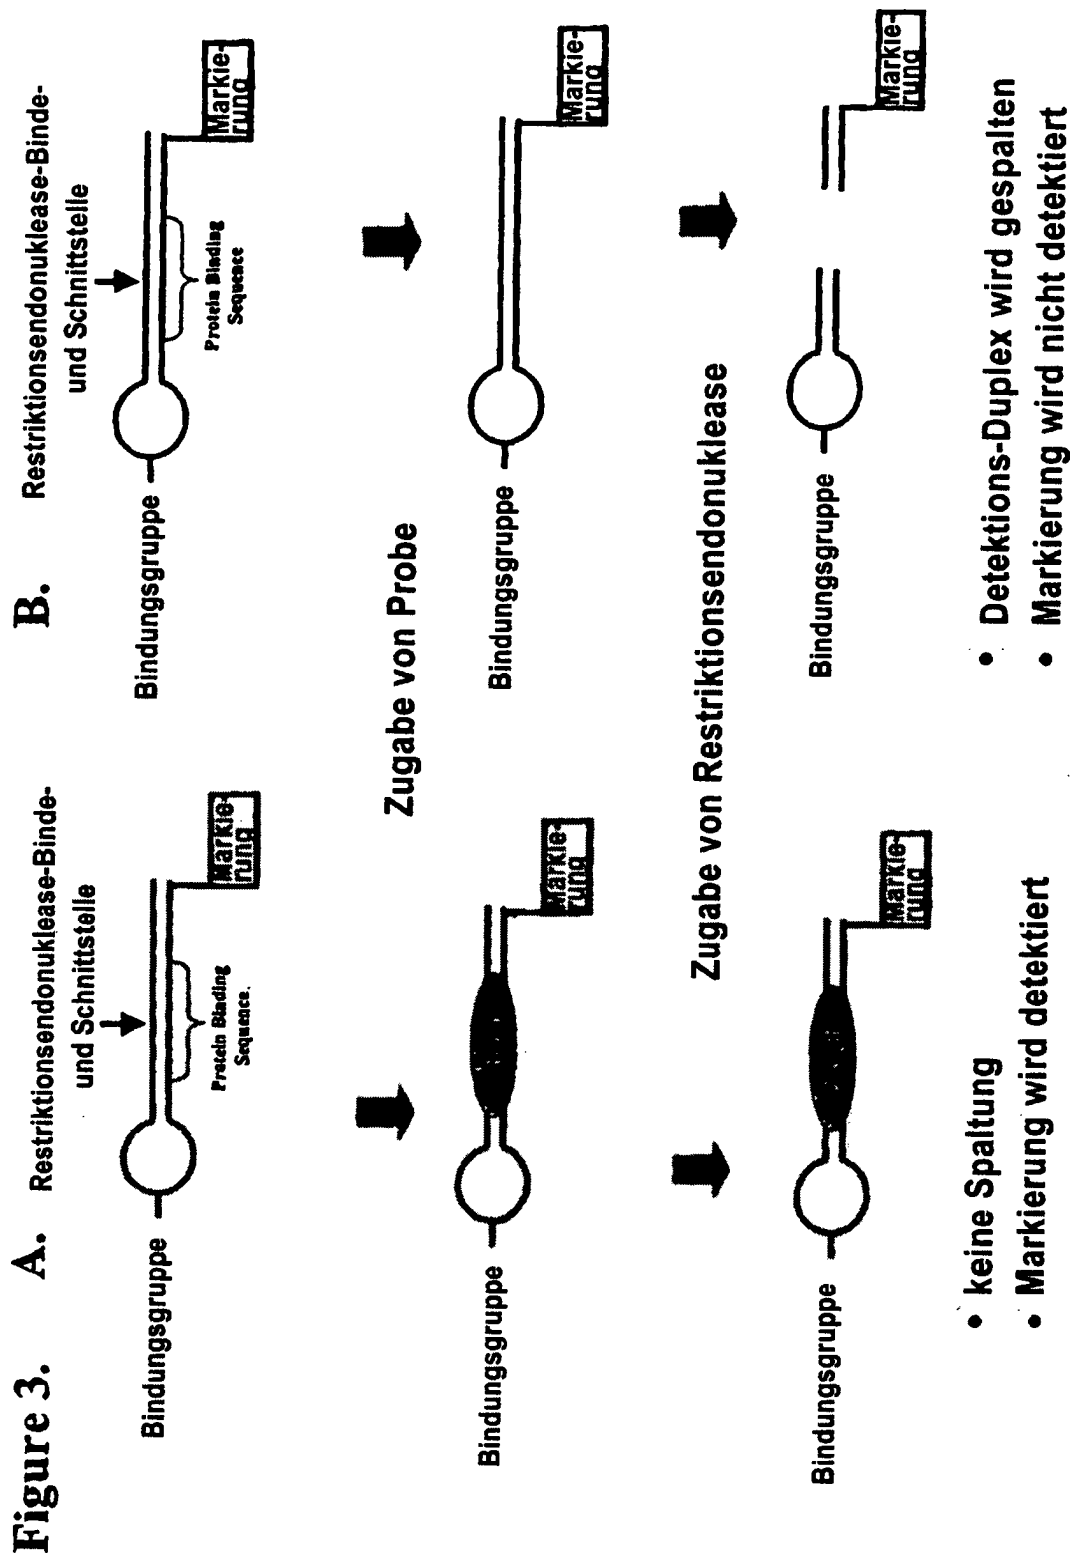 Figure 3.
A.
Restriktionsendonuklease-Binde-
und Schnittstelle
Bindungsgruppe
Protein Binding
Sequence.
Markie-
rung
B.
Restriktionsendonuklease-Binde-
und Schnittstelle
Bindungsgruppe
Protein Binding
Sequence
Markie-
rung
Zugabe von Probe
Bindungsgruppe
Markie-
rung
Bindungsgruppe
Markie-
rung
Zugabe von Restriktionsendonuklease
Bindungsgruppe
Markie-
rung
Bindungsgruppe
Markie-
rung
• keine Spaltung
• Markierung wird detektiert
• Detektions-Duplex wird gespalten
• Markierung wird nicht detektiert